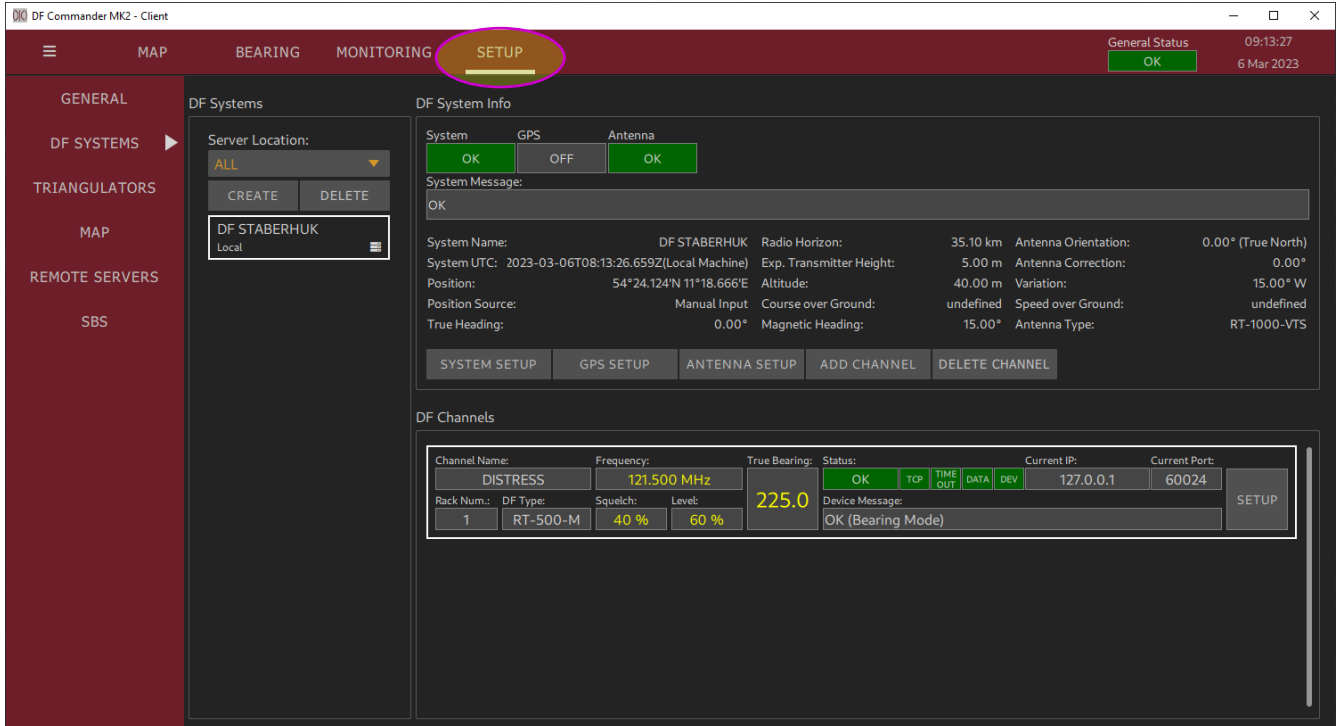 DF Commander MK2 - Client
MAP BEARING MONITORING SETUP
General Status
OK
09:13:27
6 Mar 2023
GENERAL
DF SYSTEMS
TRIANGULATORS
MAP
REMOTE SERVERS
SBS
DF Systems
Server Location:
ALL
CREATE DELETE
DF STABERHUK
Local
DF System Info
System GPS Antenna
OK OFF OK
System Message:
OK
System Name: DF STABERHUK Radio Horizon: 35.10 km Antenna Orientation: 0.00° (True North)
System UTC: 2023-03-06T08:13:26.659Z(Local Machine) Exp. Transmitter Height: 5.00 m Antenna Correction: 0.00°
Position: 54°24.124'N 11°18.666'E Altitude: 40.00 m Variation: 15.00° W
Position Source: Manual Input Course over Ground: undefined Speed over Ground: undefined
True Heading: 0.00° Magnetic Heading: 15.00° Antenna Type: RT-1000-VTS
SYSTEM SETUP GPS SETUP ANTENNA SETUP ADD CHANNEL DELETE CHANNEL
DF Channels
Channel Name: Frequency: True Bearing: Status: Current IP: Current Port:
DISTRESS 121.500 MHz 225.0 OK TCP TIME OUT DATA DEV 127.0.0.1 60024 SETUP
Rack Num.: DF Type: Squelch: Level: Device Message:
1 RT-500-M 40 % 60 % OK (Bearing Mode)